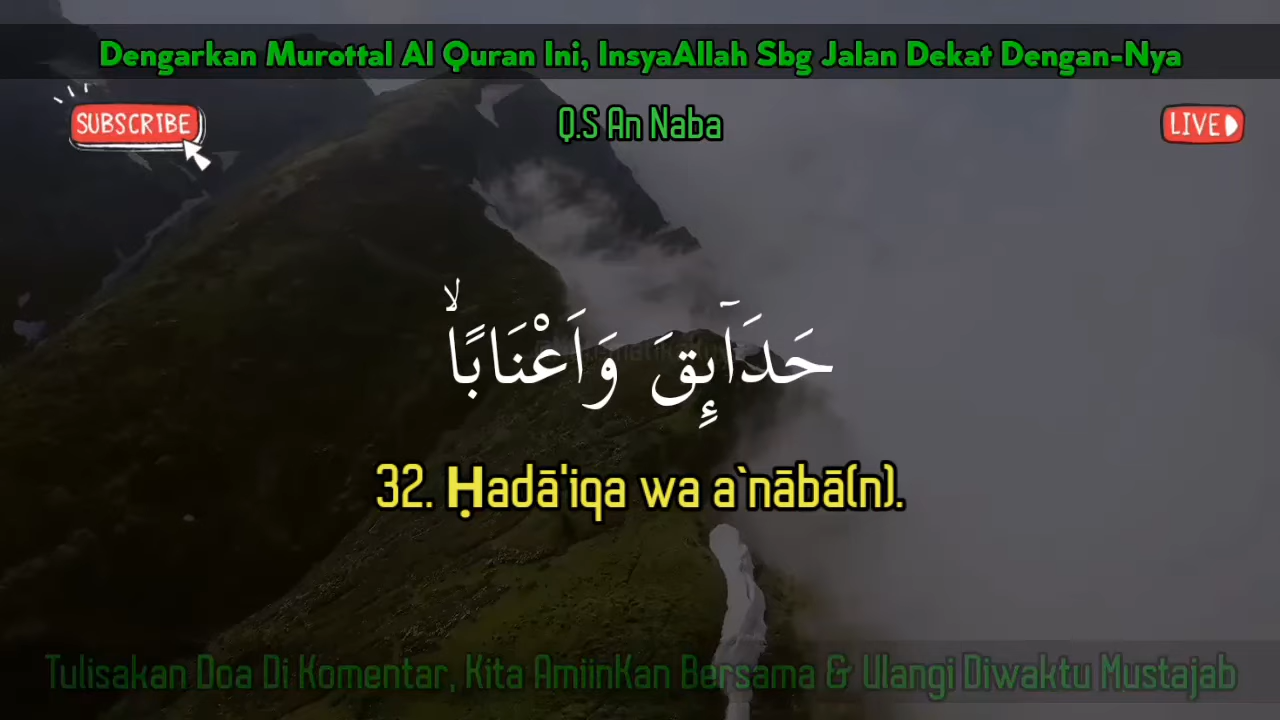 Dengarkan Murottal Al Quran Ini, InsyaAllah Sbg Jalan Dekat Dengan-Nya
SUBSCRIBE
Q.S An Naba
LIVE
حَدَاۤىِٕقَ وَاَعْنَابًاۙ
32. Ḥadā'iqa wa a`nābā(n).
Tulisakan Doa Di Komentar, Kita AmiinKan Bersama & Ulangi Diwaktu Mustajab